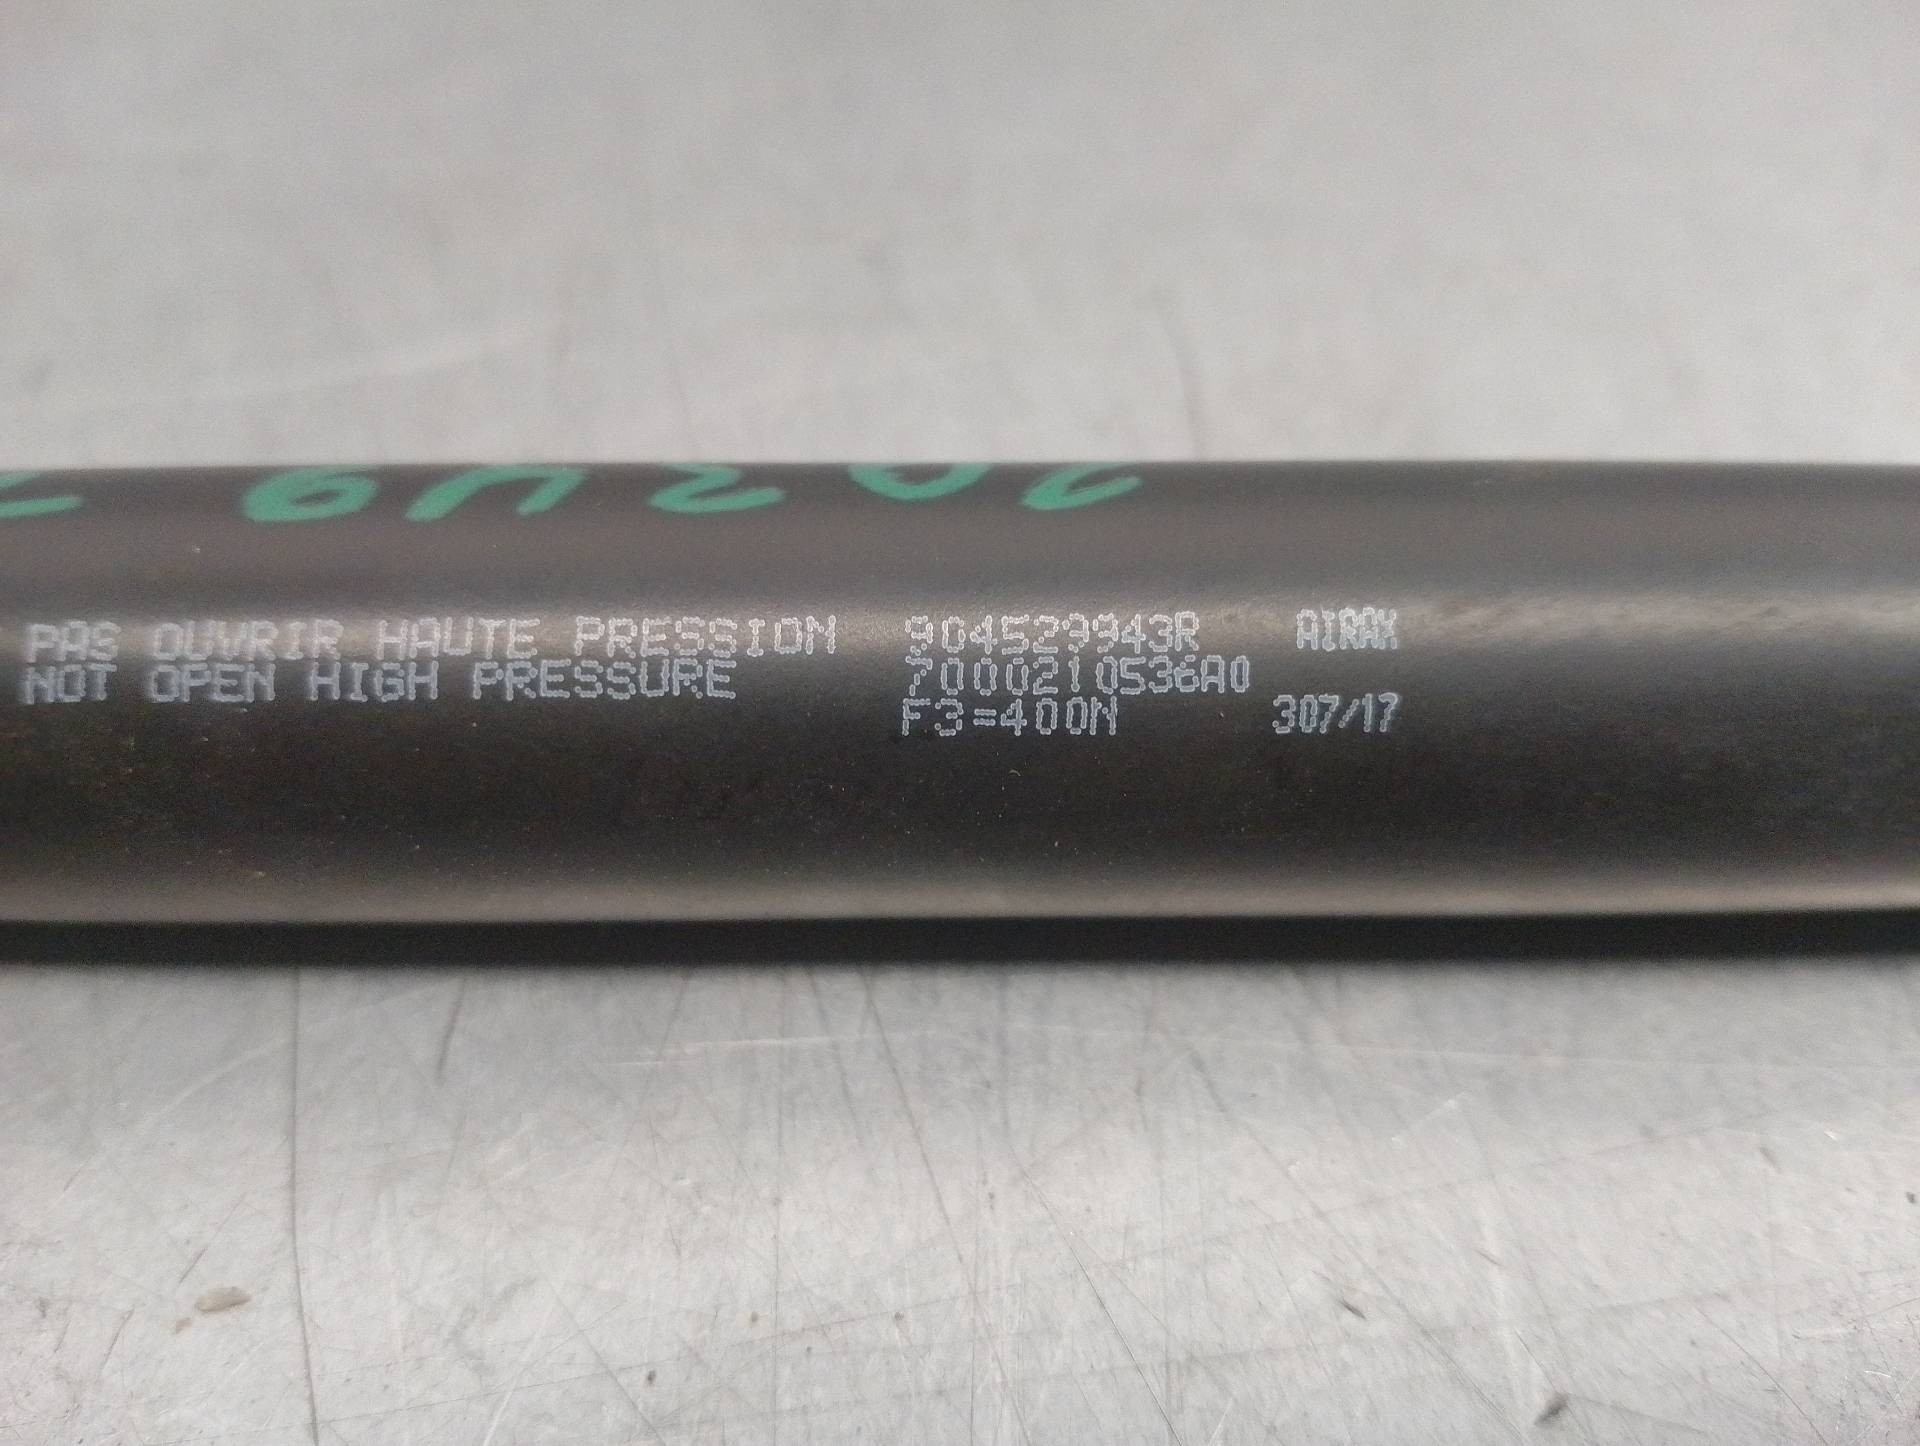 PAS OUVRIR HAUTE PRESSION 904529943R AIRAX
NOT OPEN HIGH PRESSURE 7000210536A0
F3=400N 307/17